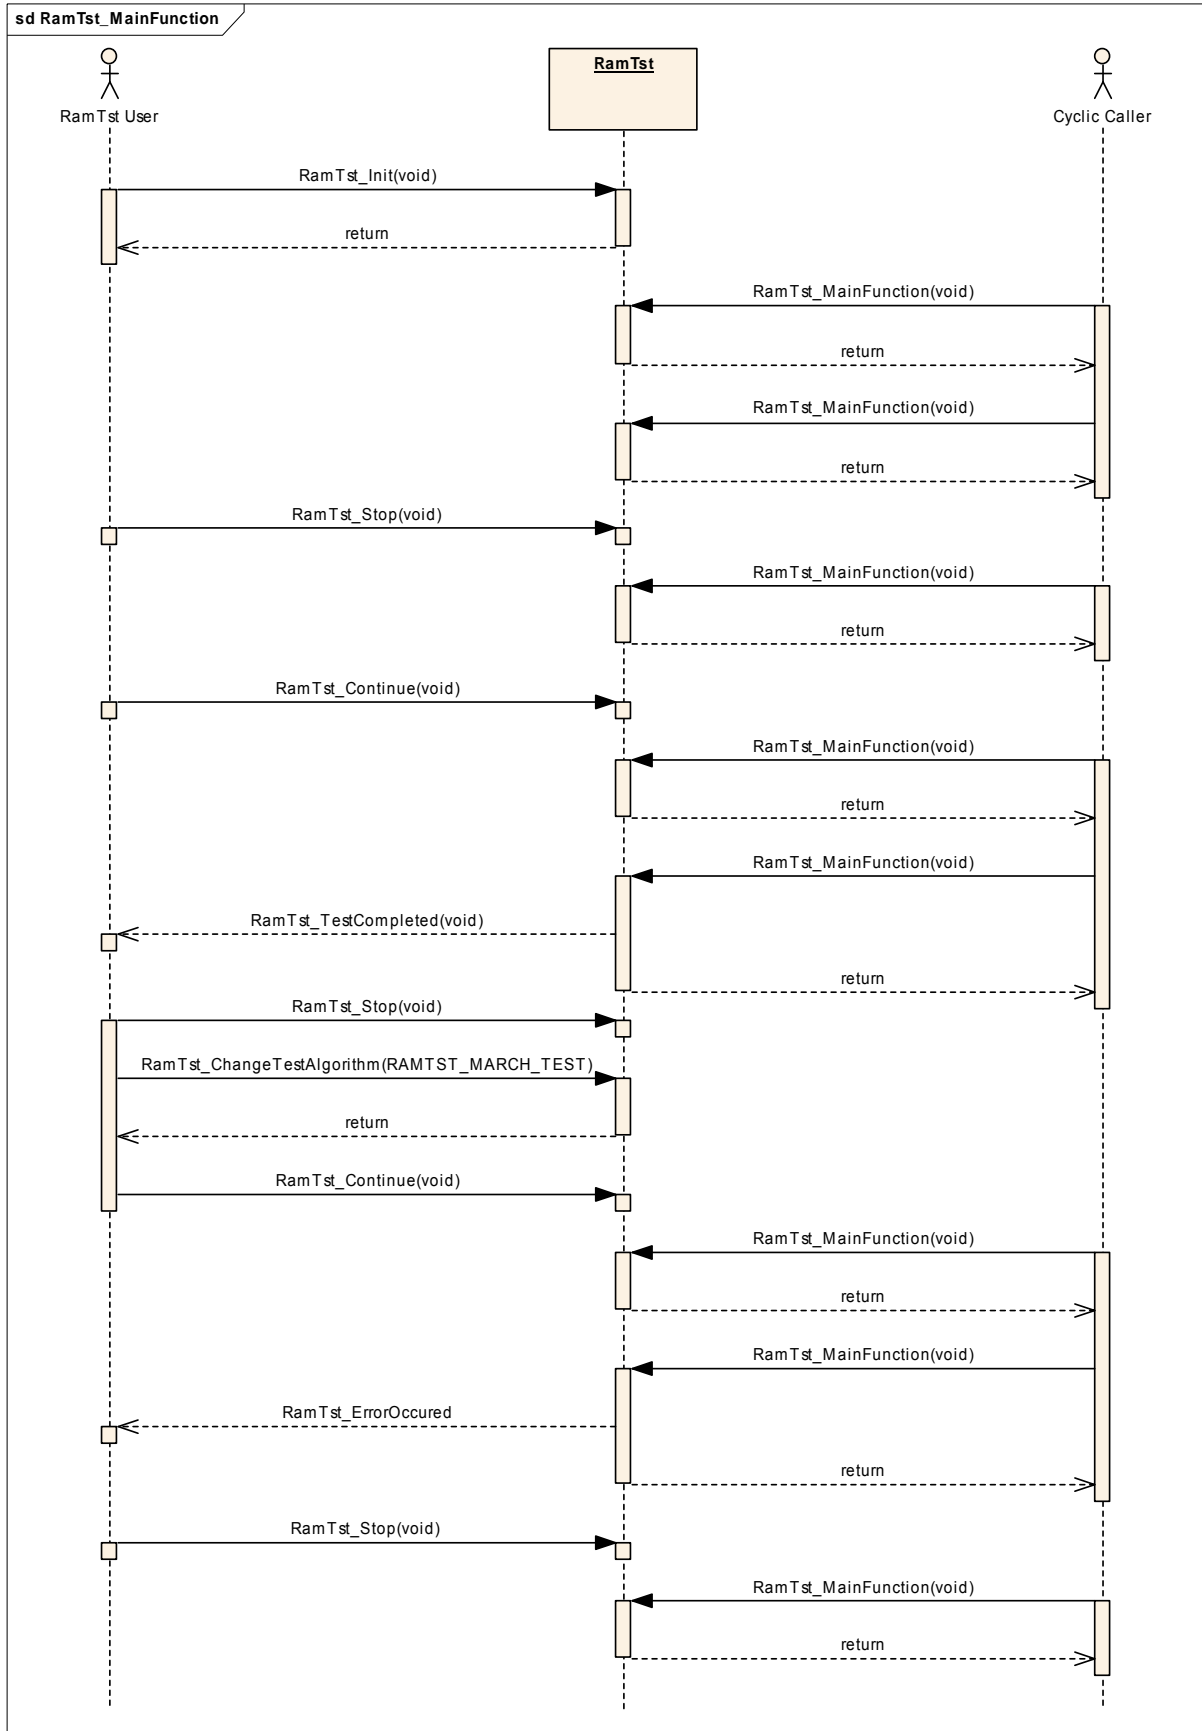 sd RamTst_MainFunction
RamTst
RamTst User
Cyclic Caller
RamTst_Init(void)
return
RamTst_MainFunction(void)
return
RamTst_MainFunction(void)
return
RamTst_Stop(void)
RamTst_MainFunction(void)
return
RamTst_Continue(void)
RamTst_MainFunction(void)
return
RamTst_MainFunction(void)
RamTst_TestCompleted(void)
return
RamTst_Stop(void)
RamTst_ChangeTestAlgorithm(RAMTST_MARCH_TEST)
return
RamTst_Continue(void)
RamTst_MainFunction(void)
return
RamTst_MainFunction(void)
RamTst_ErrorOccured
return
RamTst_Stop(void)
RamTst_MainFunction(void)
return